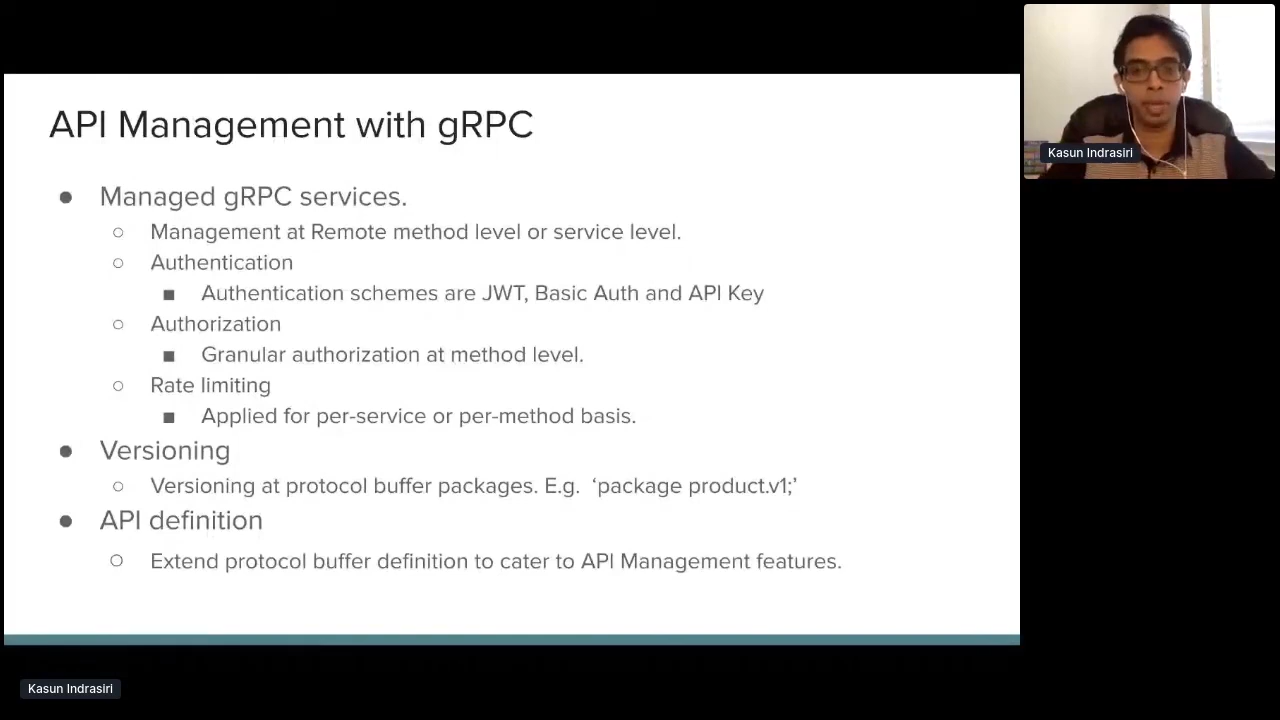 API Management with gRPC
● Managed gRPC services.
○ Management at Remote method level or service level.
○ Authentication
■ Authentication schemes are JWT, Basic Auth and API Key
○ Authorization
■ Granular authorization at method level.
○ Rate limiting
■ Applied for per-service or per-method basis.
● Versioning
○ Versioning at protocol buffer packages. E.g. ‘package product.v1;’
● API definition
○ Extend protocol buffer definition to cater to API Management features.
Kasun Indrasiri
Kasun Indrasiri